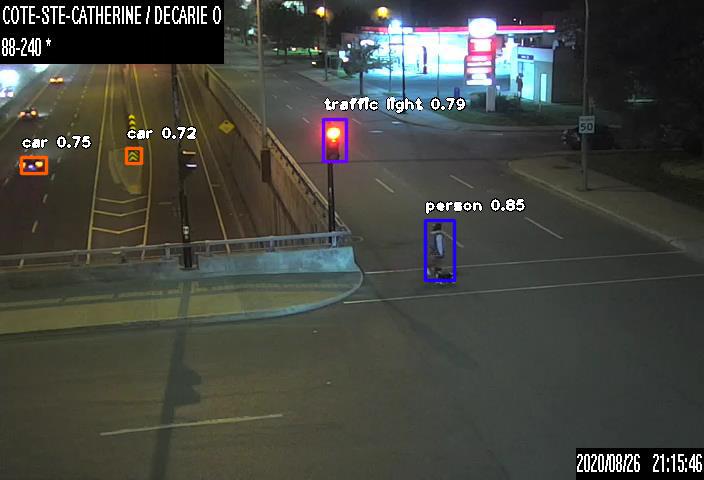 COTE-STE-CATHERINE / DECARIE O
88-240 *
traffic light 0.79
car 0.72
car 0.75
50
person 0.85
2020/08/26 21:15:46